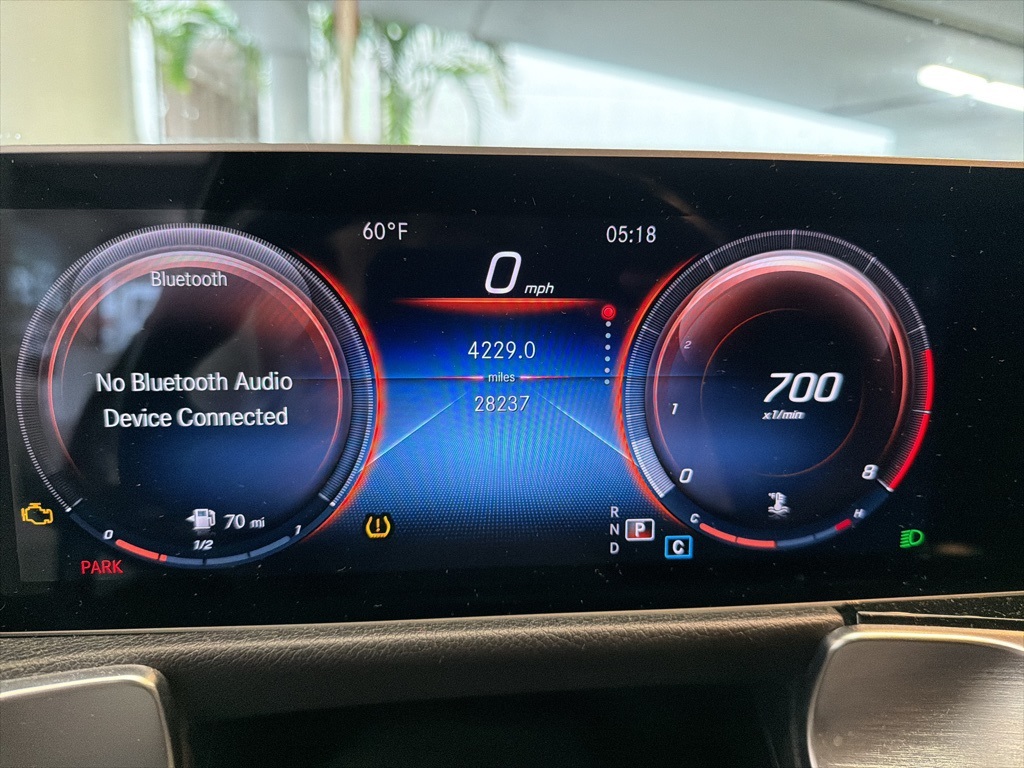 60°F
05:18
Bluetooth
0 mph
4229.0
miles
28237
No Bluetooth Audio
Device Connected
2
1
0
700
x1/min
8
70 mi
0
1/2
1
PARK
R
N
D
P
C
C
H